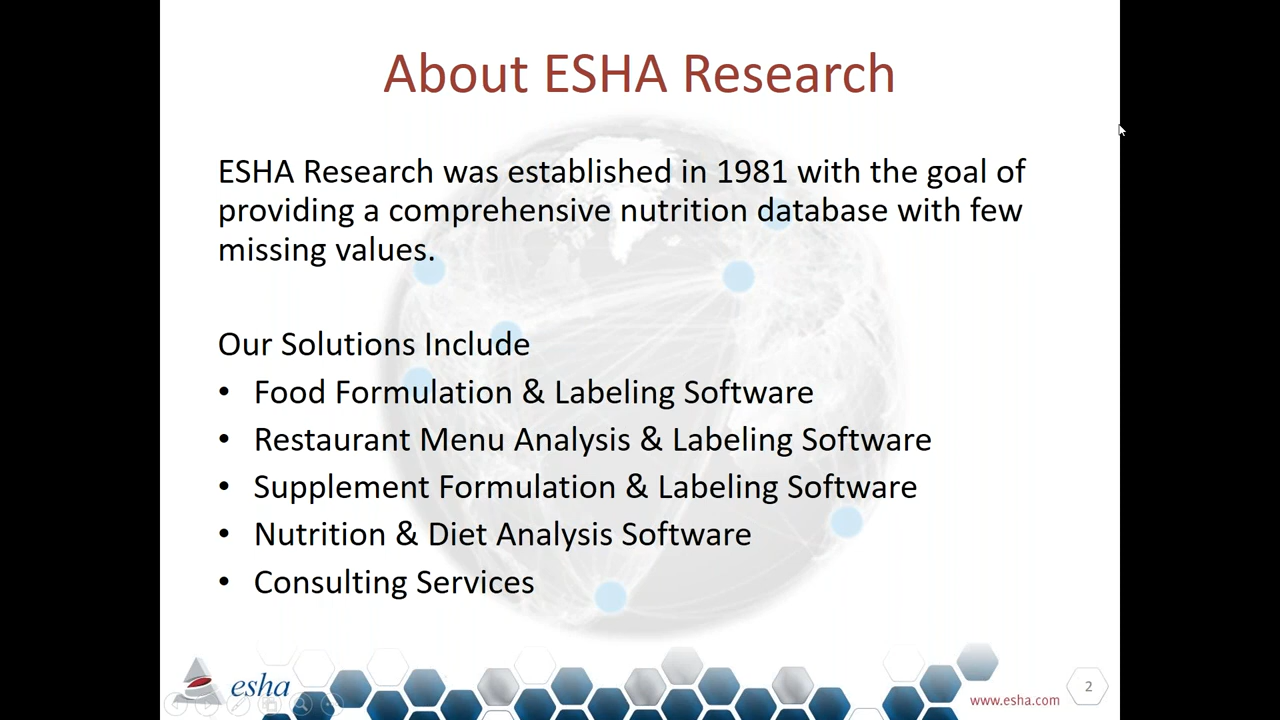 About ESHA Research
ESHA Research was established in 1981 with the goal of
providing a comprehensive nutrition database with few
missing values.
Our Solutions Include
• Food Formulation & Labeling Software
• Restaurant Menu Analysis & Labeling Software
• Supplement Formulation & Labeling Software
• Nutrition & Diet Analysis Software
• Consulting Services
esha
www.esha.com
2